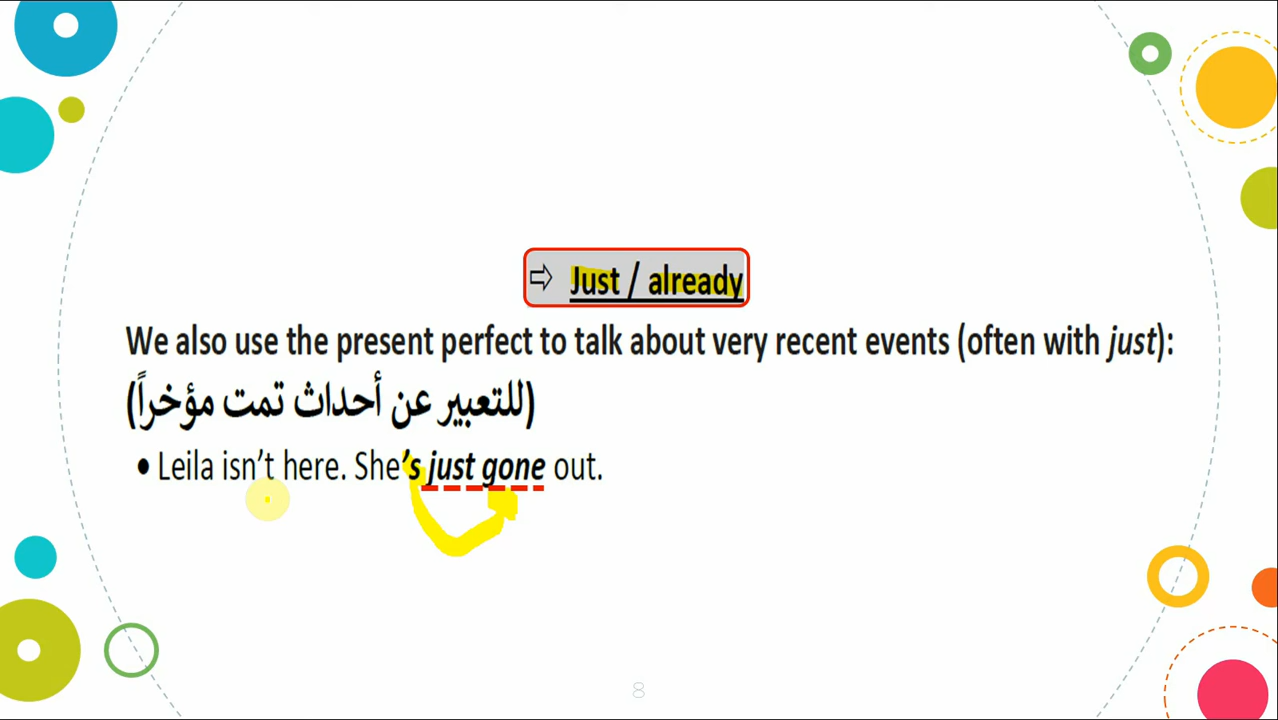 ⇨ Just / already
We also use the present perfect to talk about very recent events (often with just):
(للتعبير عن أحداث تمت مؤخراً)
• Leila isn’t here. She’s just gone out.
8